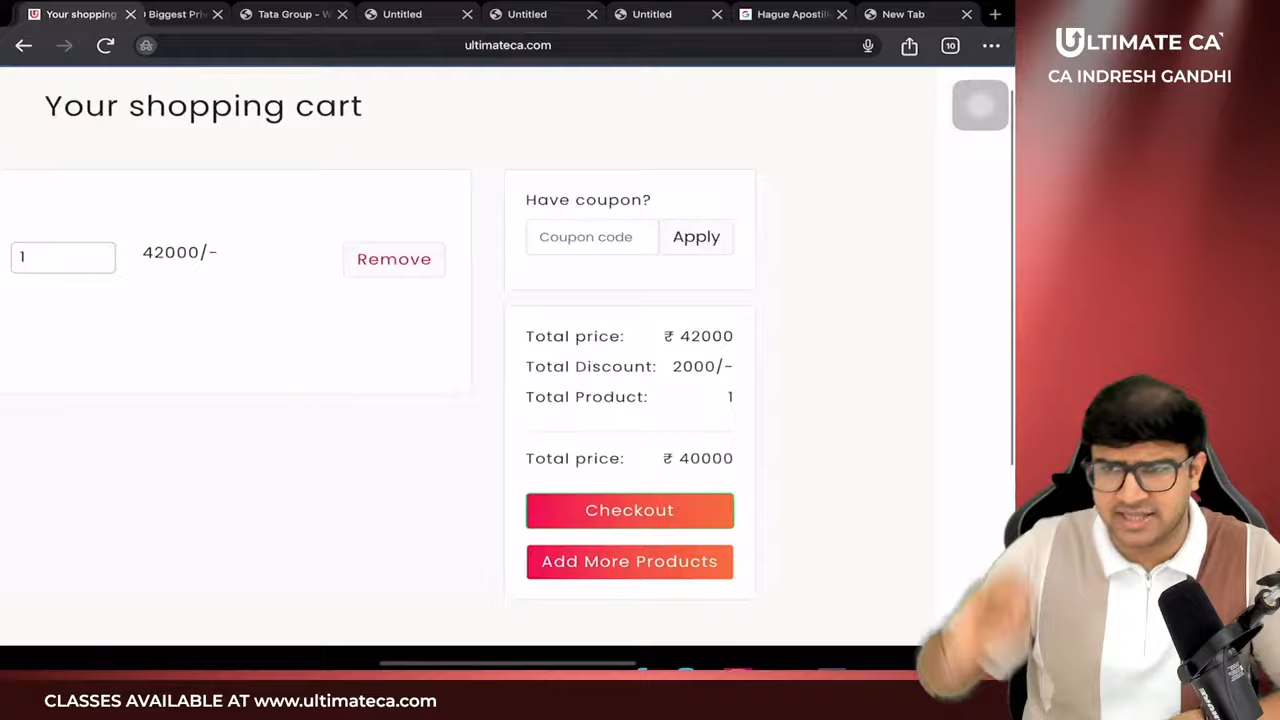 Your shopping
Biggest Pri
Tata Group - W
Untitled
Untitled
Untitled
Hague Apostill
New Tab
ultimateca.com
10
ULTIMATE CA
CA INDRESH GANDHI
Your shopping cart
1
42000/-
Remove
Have coupon?
Coupon code
Apply
Total price: ₹ 42000
Total Discount: 2000/-
Total Product: 1
Total price: ₹ 40000
Checkout
Add More Products
CLASSES AVAILABLE AT www.ultimateca.com